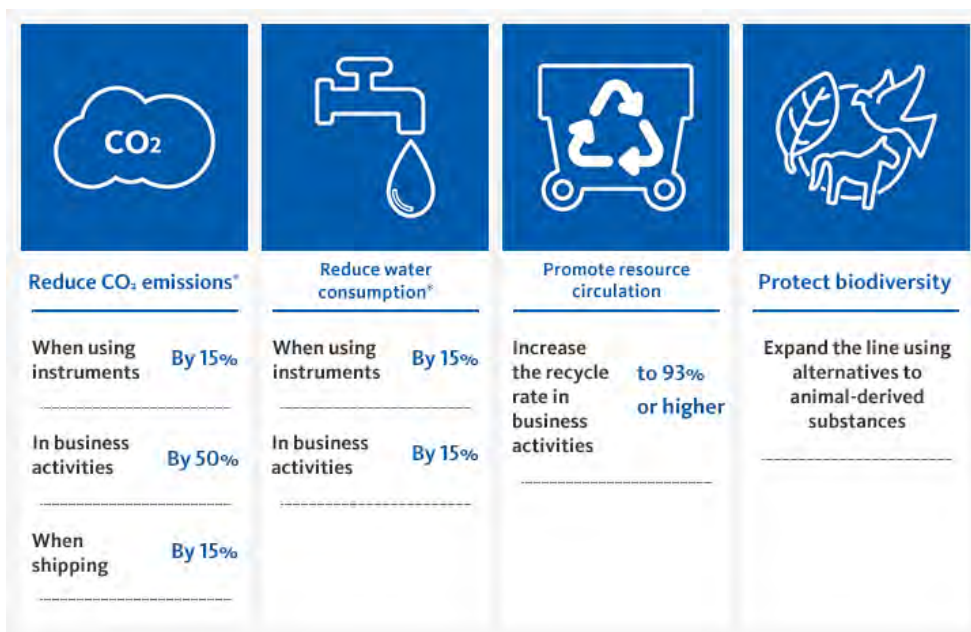 CO2
Reduce CO₂ emissions*
When using
instruments
By 15%
In business
activities
By 50%
When
shipping
By 15%
Reduce water
consumption*
When using
instruments
By 15%
In business
activities
By 15%
Promote resource
circulation
Increase
the recycle
rate in
business
activities
to 93%
or higher
Protect biodiversity
Expand the line using
alternatives to
animal-derived
substances